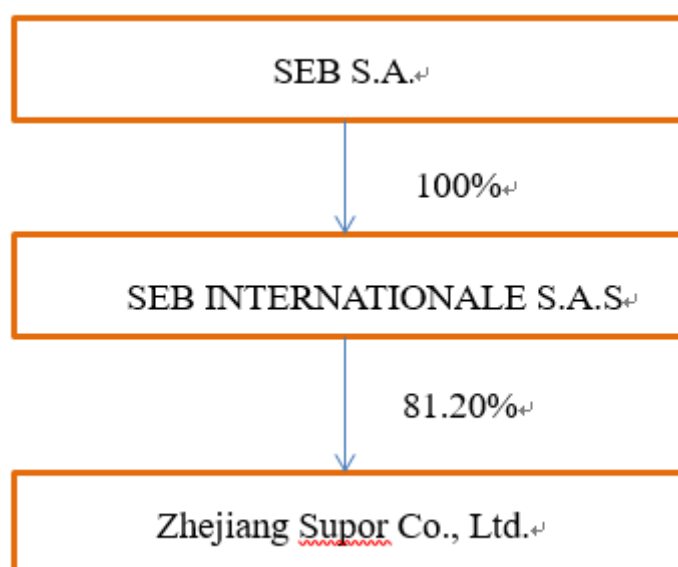 SEB S.A.
100%
SEB INTERNATIONALE S.A.S
81.20%
Zhejiang Supor Co., Ltd.